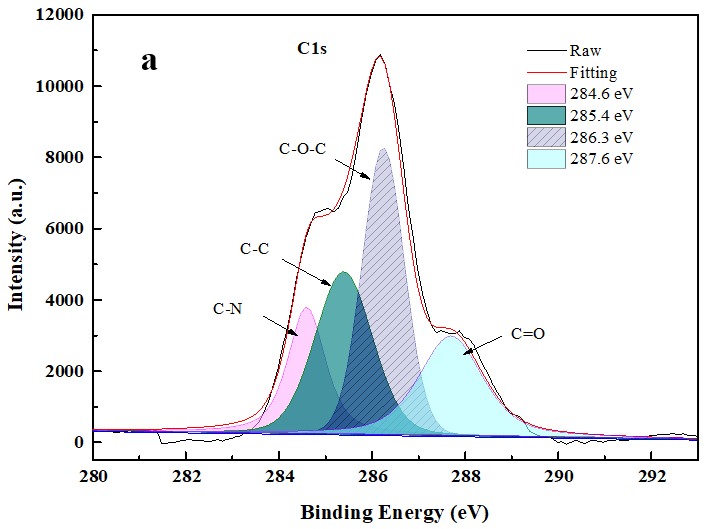 a
C1s
Raw
Fitting
284.6 eV
285.4 eV
286.3 eV
287.6 eV
C-O-C
C-C
C-N
C=O
12000
10000
8000
6000
4000
2000
0
Intensity (a.u.)
280 282 284 286 288 290 292
Binding Energy (eV)